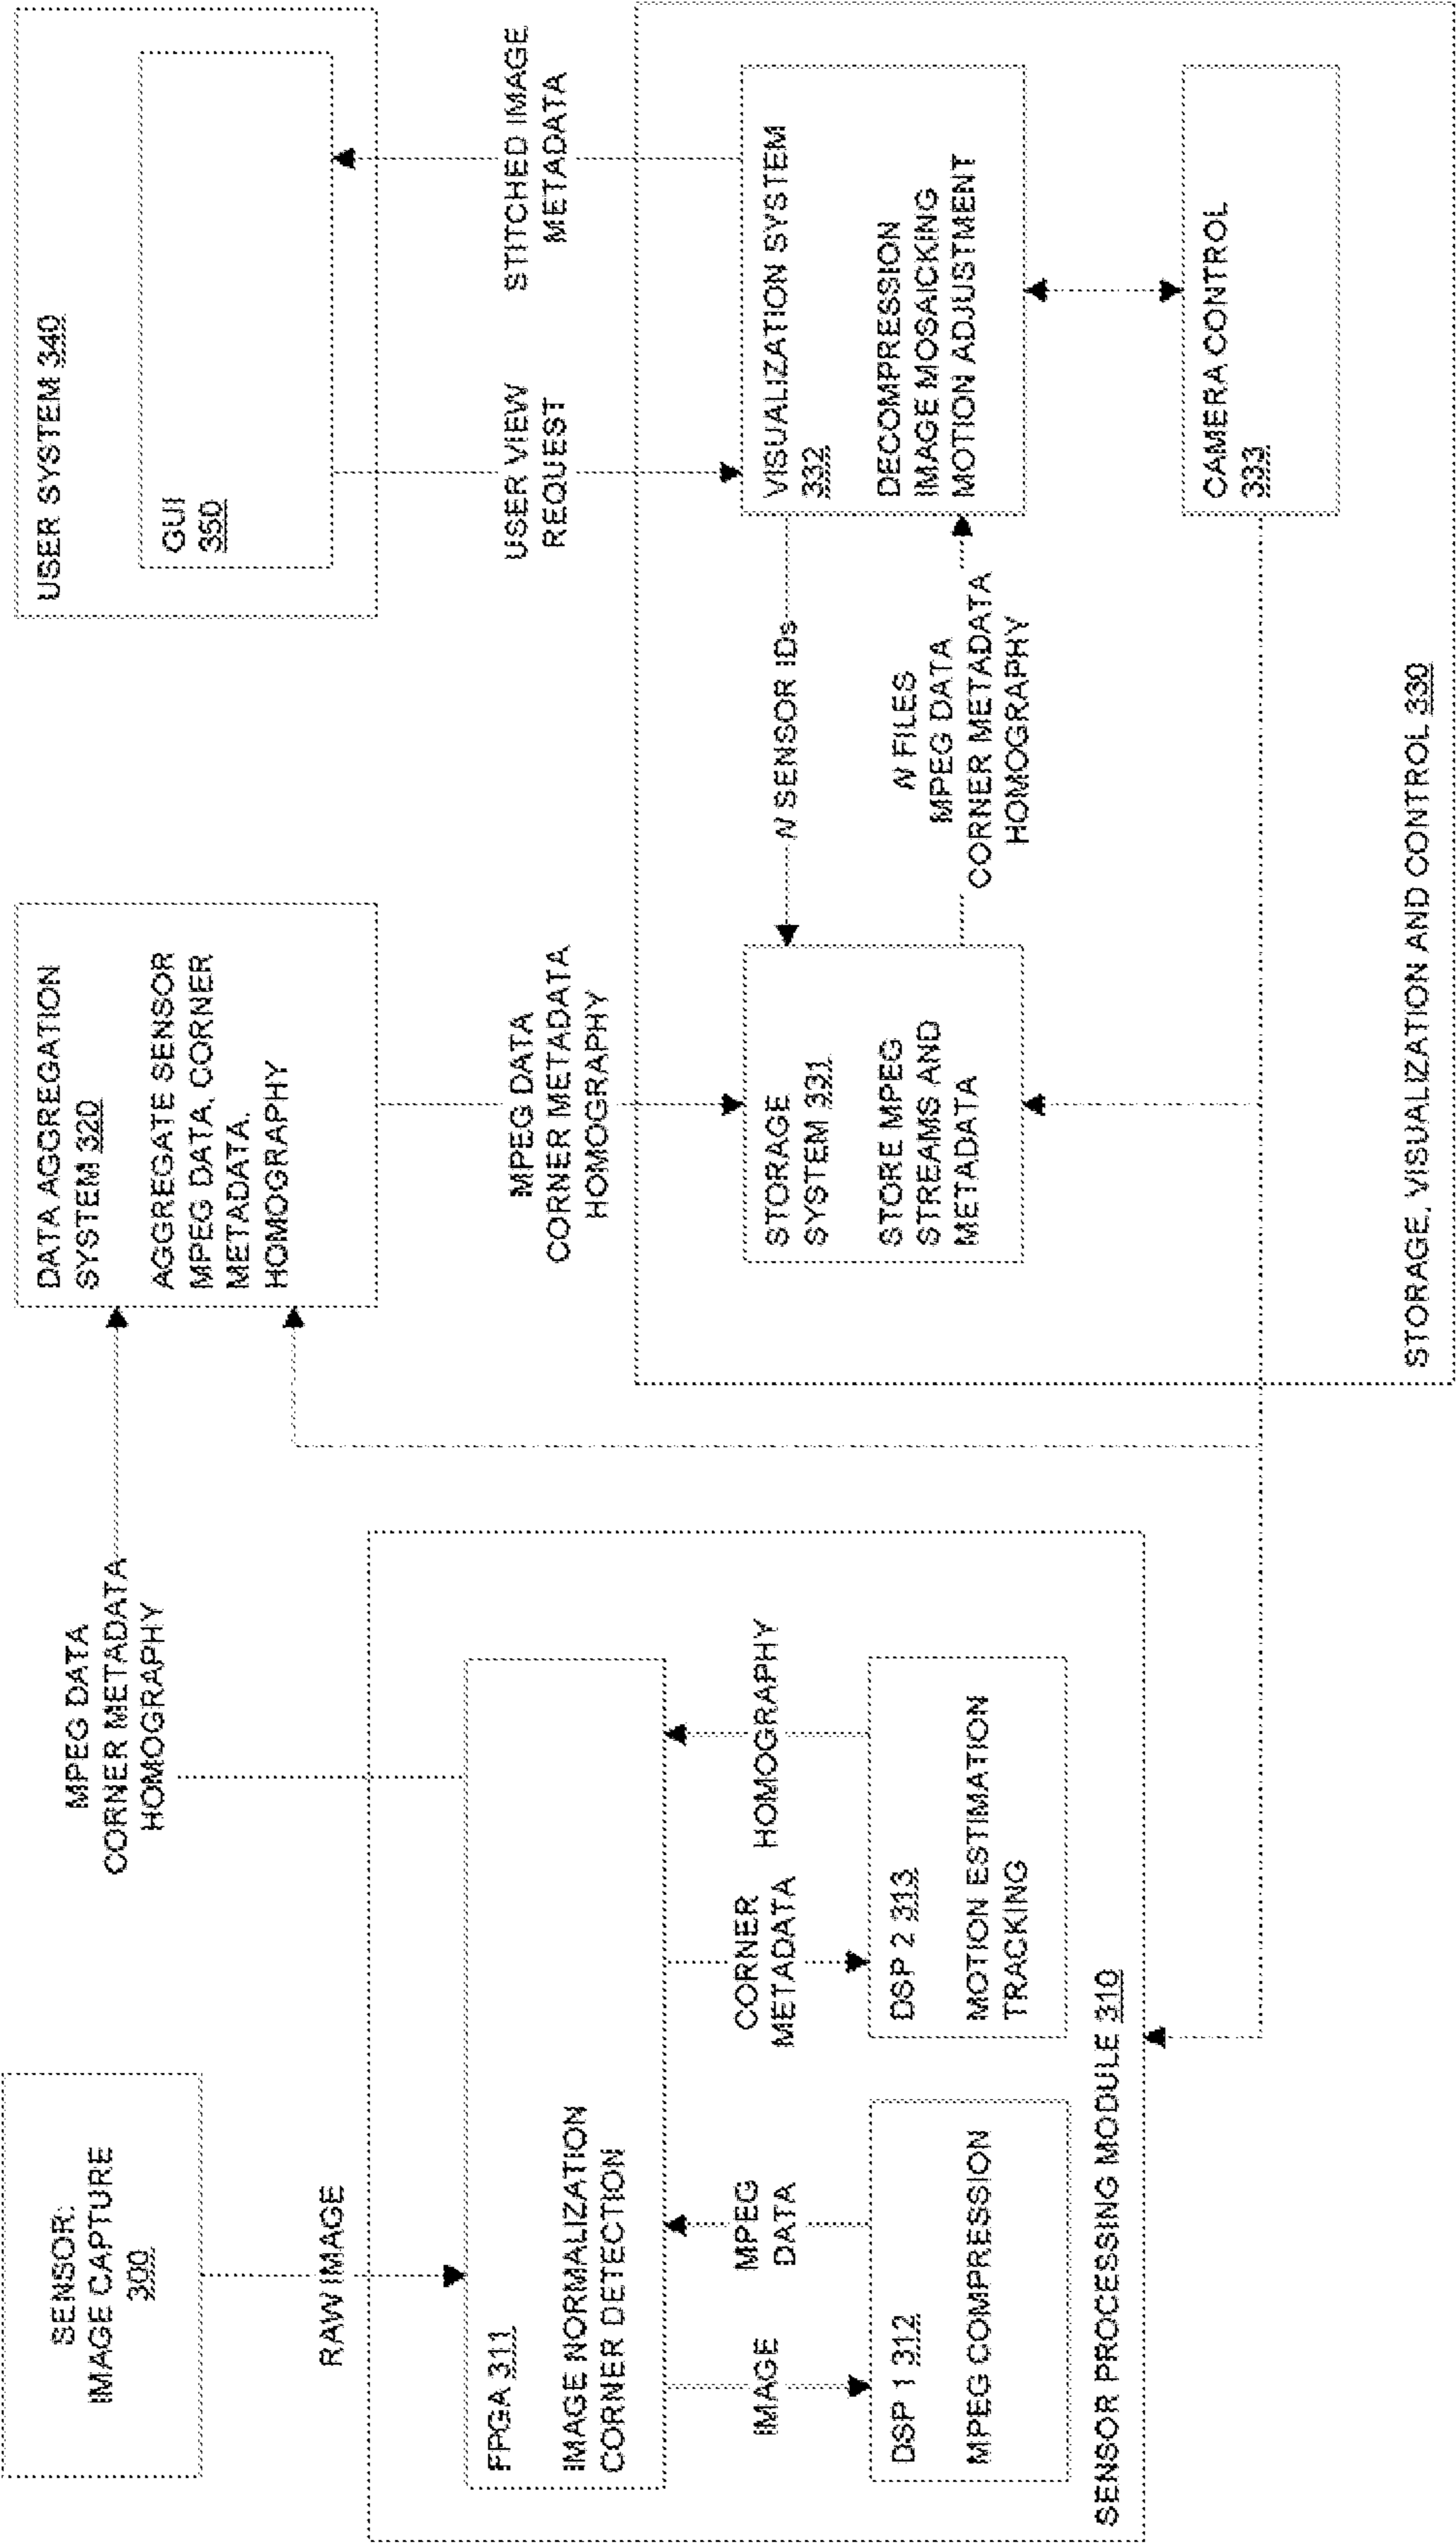 SENSOR:
IMAGE CAPTURE
300
RAW IMAGE
FPGA 311
IMAGE NORMALIZATION
CORNER DETECTION
IMAGE
MPEG
DATA
CORNER
METADATA
HOMOGRAPHY
DSP 1 312
MPEG COMPRESSION
DSP 2 313
MOTION ESTIMATION
TRACKING
SENSOR PROCESSING MODULE 310
MPEG DATA
CORNER METADATA
HOMOGRAPHY
DATA AGGREGATION
SYSTEM 320
AGGREGATE SENSOR
MPEG DATA, CORNER
METADATA.
HOMOGRAPHY
MPEG DATA
CORNER METADATA
HOMOGRAPHY
USER SYSTEM 340
GUI
350
USER VIEW
REQUEST
STITCHED IMAGE
METADATA
STORAGE
SYSTEM 331
STORE MPEG
STREAMS AND
METADATA
N SENSOR IDs
N FILES
MPEG DATA
CORNER METADATA
HOMOGRAPHY
VISUALIZATION SYSTEM
332
DECOMPRESSION
IMAGE MOSAICKING
MOTION ADJUSTMENT
CAMERA CONTROL
333
STORAGE, VISUALIZATION AND CONTROL 330